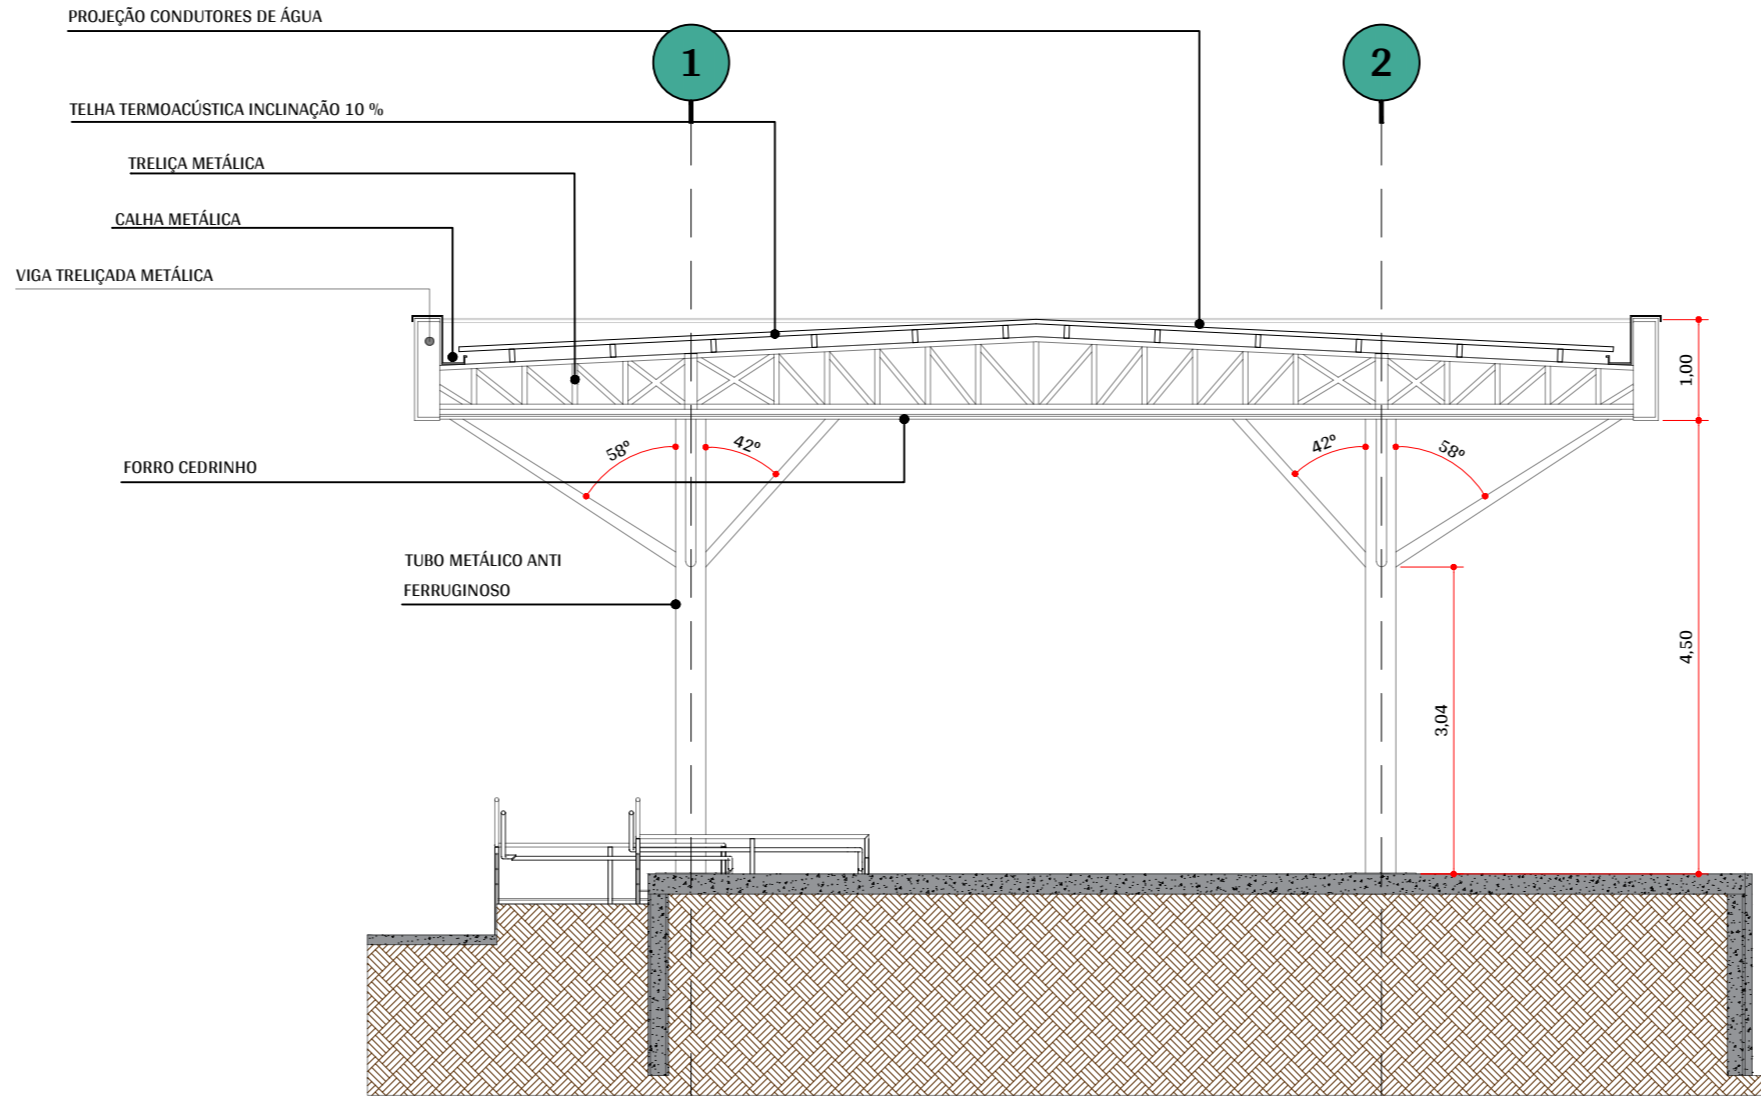 PROJEÇÃO CONDUTORES DE ÁGUA
1
2
TELHA TERMOACÚSTICA INCLINAÇÃO 10 %
TRELIÇA METÁLICA
CALHA METÁLICA
VIGA TRELIÇADA METÁLICA
1,00
58º
42º
42º
58º
FORRO CEDRINHO
TUBO METÁLICO ANTI
FERRUGINOSO
4,50
3,04